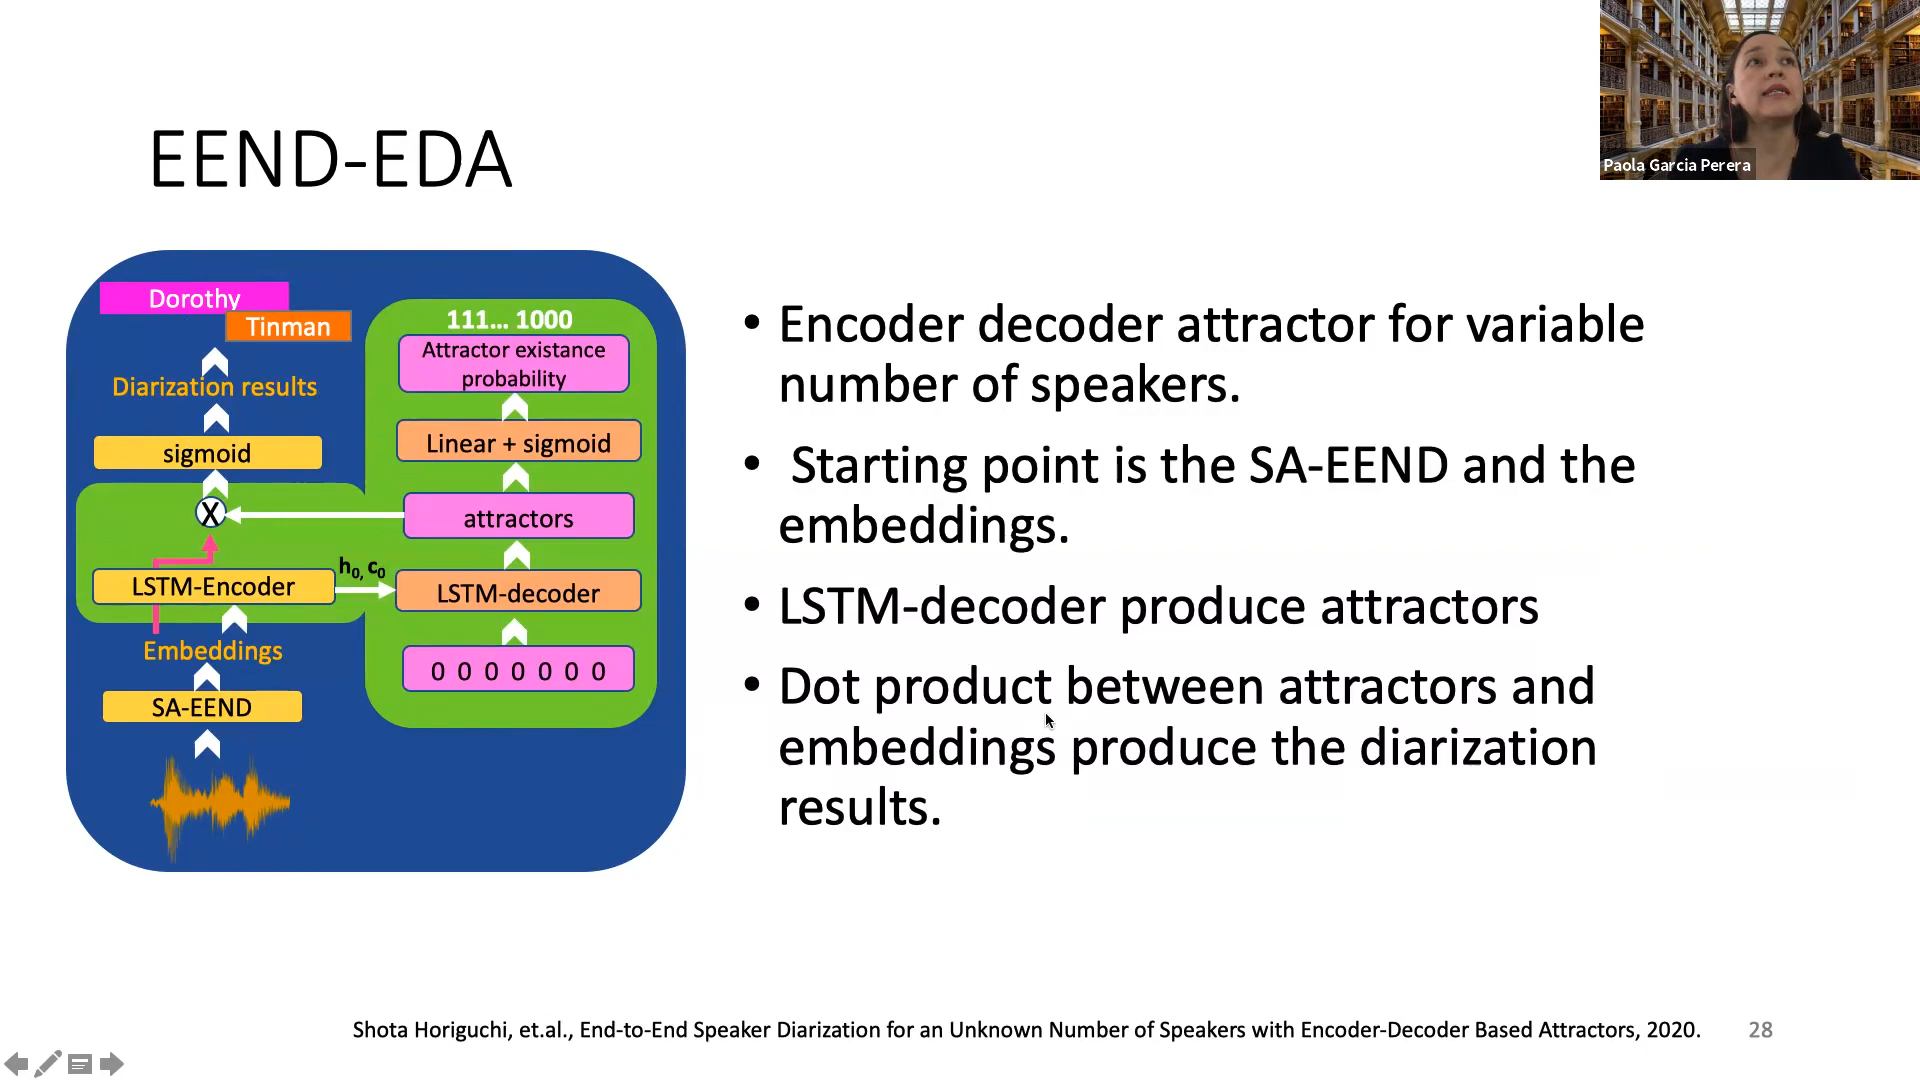 Paola Garcia Perera
EEND-EDA
Dorothy
Tinman
Diarization results
sigmoid
X
LSTM-Encoder
h0, c0
Embeddings
SA-EEND
111... 1000
Attractor existance
probability
Linear + sigmoid
attractors
LSTM-decoder
0 0 0 0 0 0 0
• Encoder decoder attractor for variable
number of speakers.
• Starting point is the SA-EEND and the
embeddings.
• LSTM-decoder produce attractors
• Dot product between attractors and
embeddings produce the diarization
results.
Shota Horiguchi, et.al., End-to-End Speaker Diarization for an Unknown Number of Speakers with Encoder-Decoder Based Attractors, 2020.
28